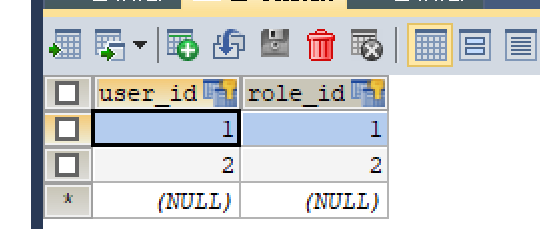 user_id role_id
1 1
2 2
* (NULL) (NULL)